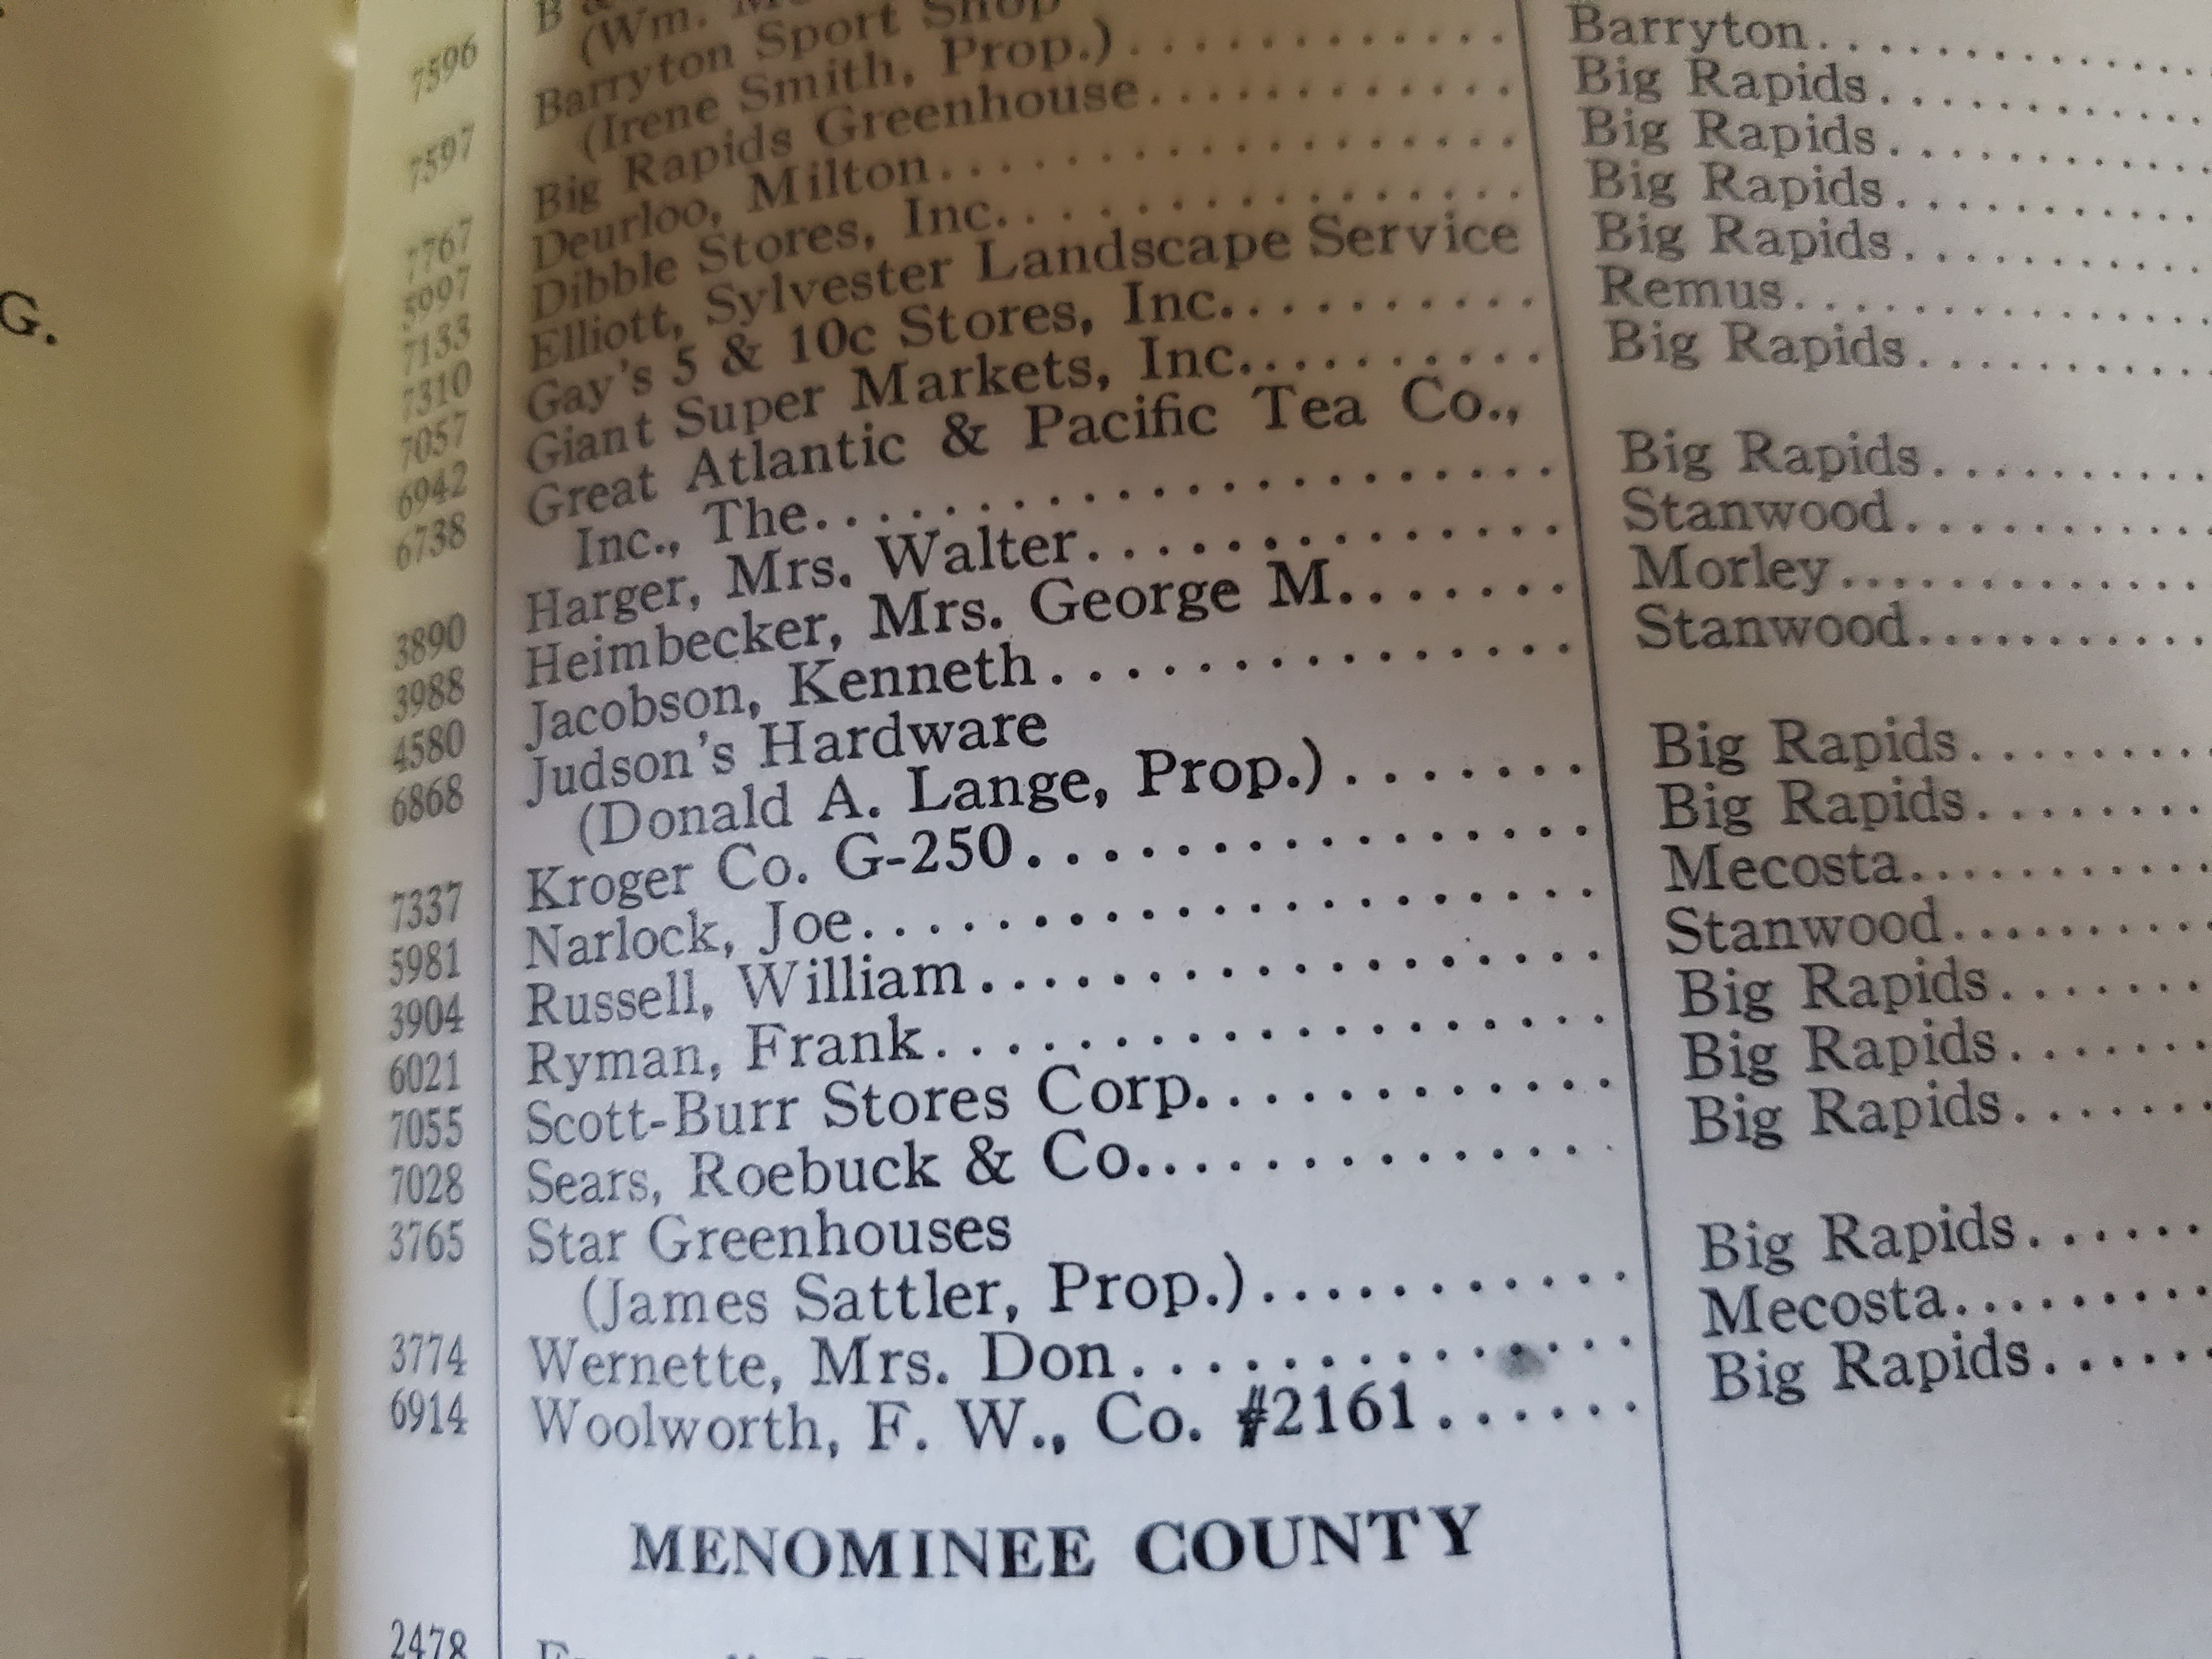 G.
7596 B &
(Wm.
7597 Barryton Sport Shop
(Irene Smith, Prop.) . . . . . . . . . . . . . . Barryton . . . . . . . . . . .
7767 Big Rapids Greenhouse . . . . . . . . . . . . . Big Rapids . . . . . . . . . .
5997 Deurloo, Milton . . . . . . . . . . . . . . . . . . Big Rapids . . . . . . . . . .
7133 Dibble Stores, Inc. . . . . . . . . . . . . . . . Big Rapids . . . . . . . . . .
7310 Elliott, Sylvester Landscape Service Big Rapids . . . . . . . . . .
7057 Gay's 5 & 10c Stores, Inc. . . . . . . . . . . Remus . . . . . . . . . . . . .
6942 Giant Super Markets, Inc. . . . . . . . . . . Big Rapids . . . . . . . . . .
6738 Great Atlantic & Pacific Tea Co.,
Inc., The . . . . . . . . . . . . . . . . . . . . . Big Rapids . . . . . . . . . .
3890 Harger, Mrs. Walter . . . . . . . . . . . . . . Stanwood . . . . . . . . . . .
3988 Heimbecker, Mrs. George M. . . . . . . . Morley . . . . . . . . . . . . .
4580 Jacobson, Kenneth . . . . . . . . . . . . . . . Stanwood . . . . . . . . . . .
6868 Judson's Hardware
(Donald A. Lange, Prop.) . . . . . . . Big Rapids . . . . . . . . .
7337 Kroger Co. G-250 . . . . . . . . . . . . . . . . Big Rapids . . . . . . . .
5981 Narlock, Joe . . . . . . . . . . . . . . . . . . . . Mecosta . . . . . . . . . . .
3904 Russell, William . . . . . . . . . . . . . . . . . Stanwood . . . . . . . . .
6021 Ryman, Frank . . . . . . . . . . . . . . . . . . . Big Rapids . . . . . . .
7055 Scott-Burr Stores Corp. . . . . . . . . . . . . Big Rapids . . . . . . .
7028 Sears, Roebuck & Co. . . . . . . . . . . . . . . Big Rapids . . . . . . .
3765 Star Greenhouses
(James Sattler, Prop.) . . . . . . . . . . . . Big Rapids . . . . . .
3774 Wernette, Mrs. Don . . . . . . . . . . . . . . . Mecosta . . . . . . . . .
6914 Woolworth, F. W., Co. #2161 . . . . . . Big Rapids . . . . . .
MENOMINEE COUNTY
2478